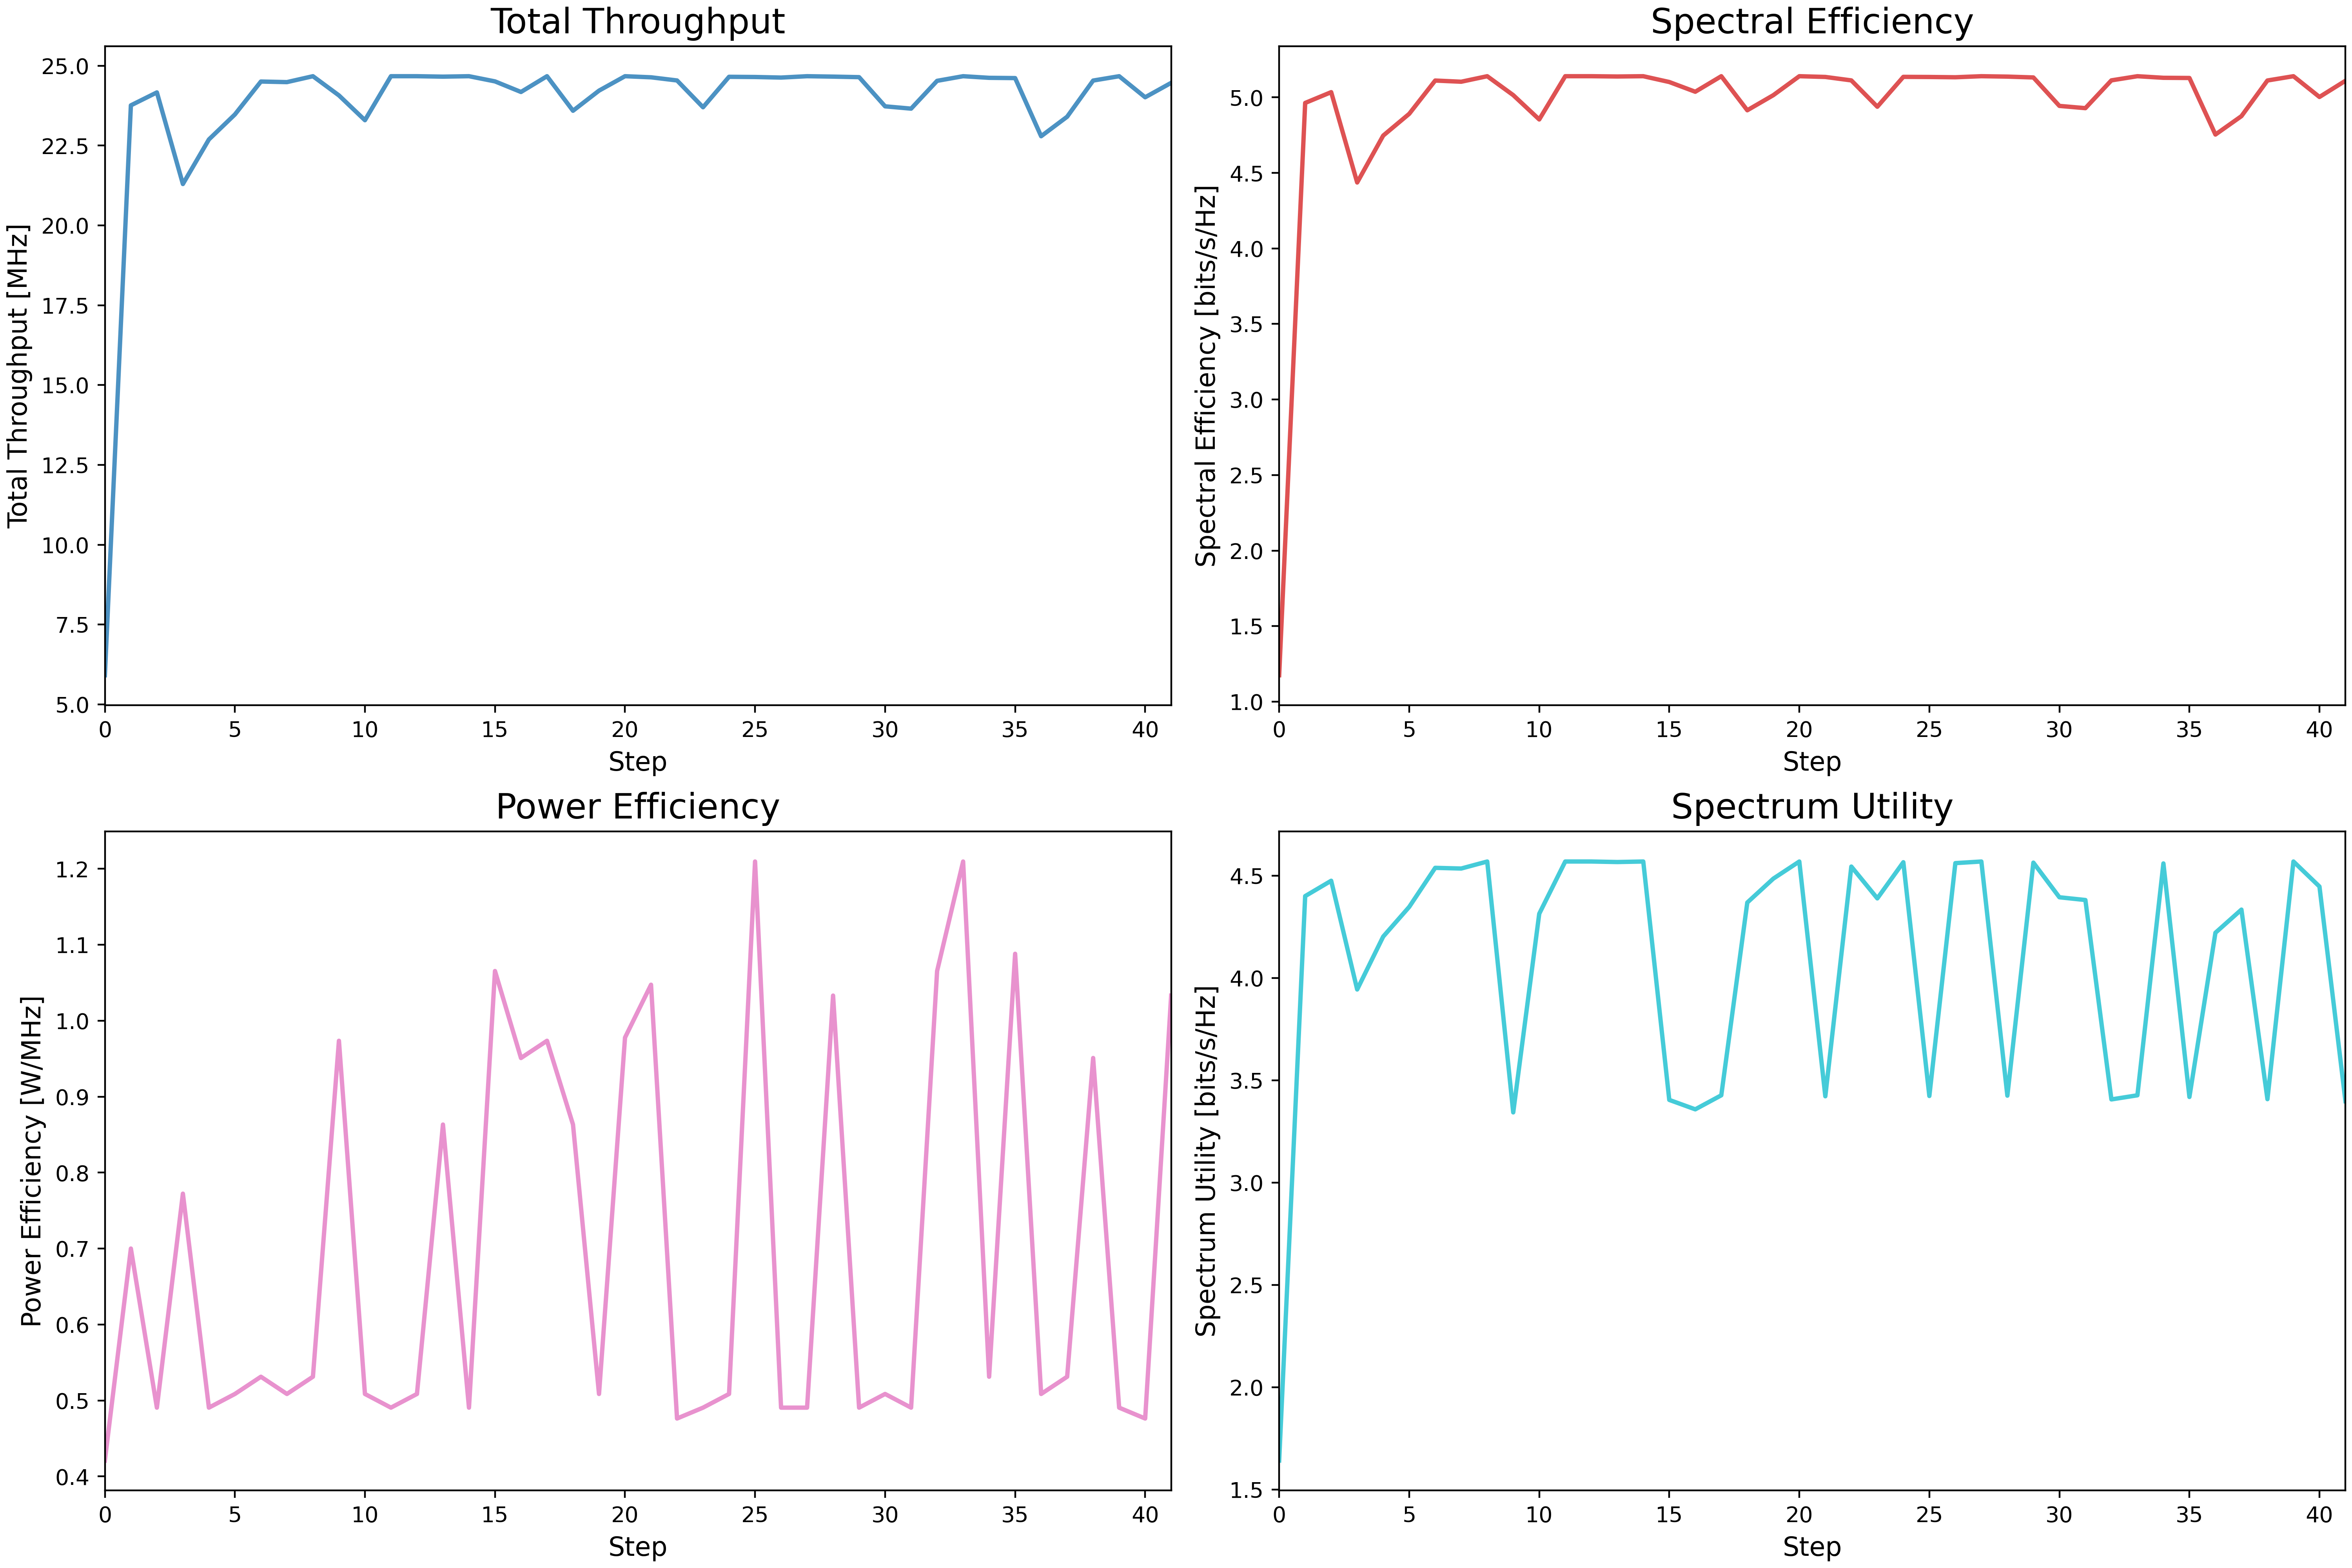 Total Throughput
Total Throughput [MHz]
25.0
22.5
20.0
17.5
15.0
12.5
10.0
7.5
5.0
0 5 10 15 20 25 30 35 40
Step
Spectral Efficiency
Spectral Efficiency [bits/s/Hz]
5.0
4.5
4.0
3.5
3.0
2.5
2.0
1.5
1.0
0 5 10 15 20 25 30 35 40
Step
Power Efficiency
Power Efficiency [W/MHz]
1.2
1.1
1.0
0.9
0.8
0.7
0.6
0.5
0.4
0 5 10 15 20 25 30 35 40
Step
Spectrum Utility
Spectrum Utility [bits/s/Hz]
4.5
4.0
3.5
3.0
2.5
2.0
1.5
0 5 10 15 20 25 30 35 40
Step